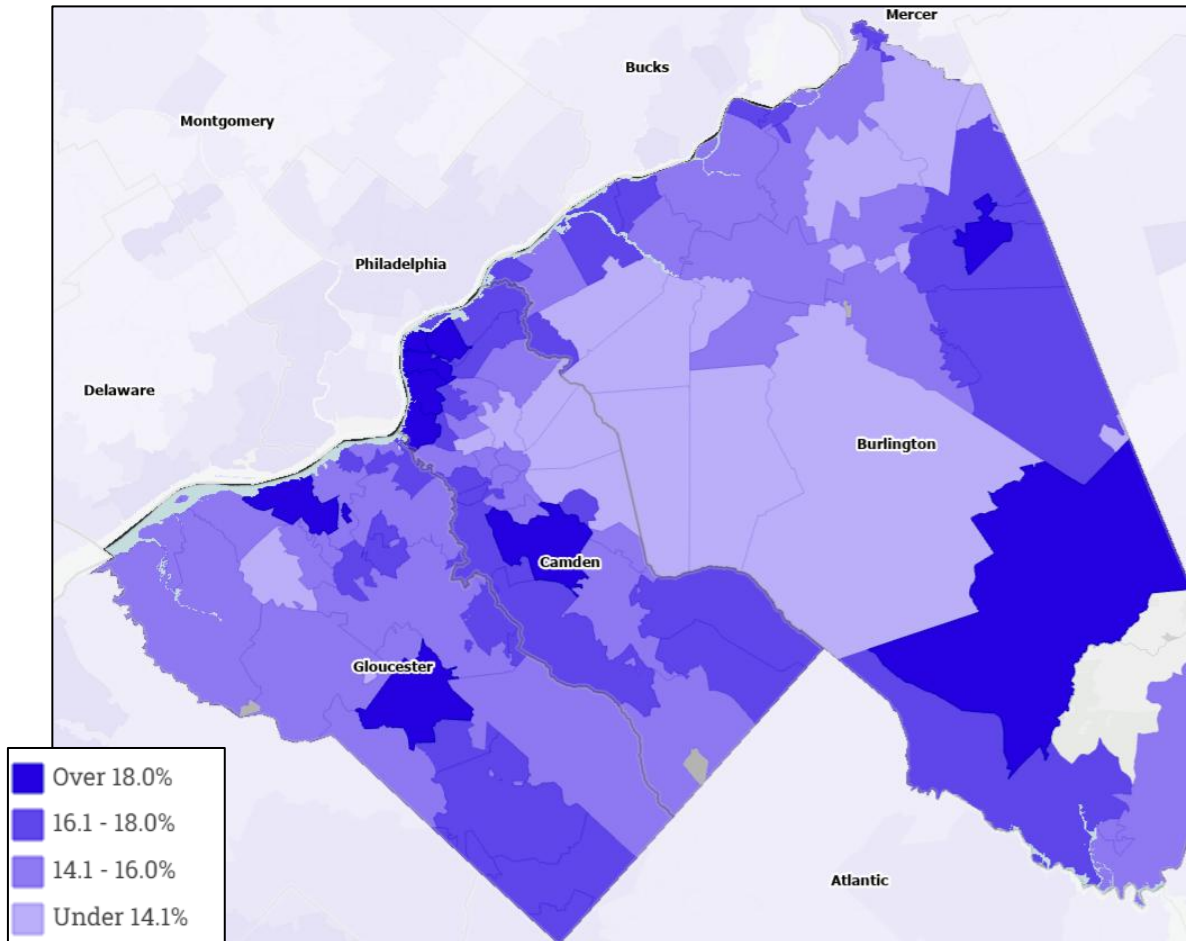 Mercer
Bucks
Montgomery
Philadelphia
Delaware
Burlington
Camden
Gloucester
Atlantic
Over 18.0%
16.1 - 18.0%
14.1 - 16.0%
Under 14.1%